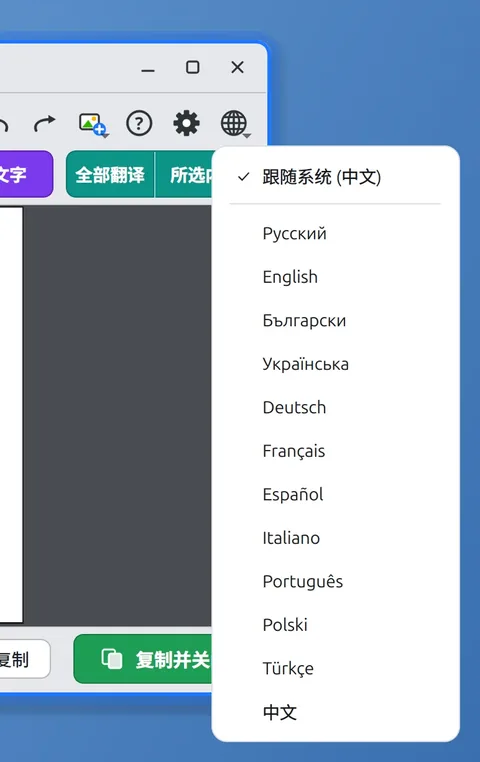 文字
全部翻译
所选内
跟随系统 (中文)
Русский
English
Български
Українська
Deutsch
Français
Español
Italiano
Português
Polski
Türkçe
中文
复制
复制并关